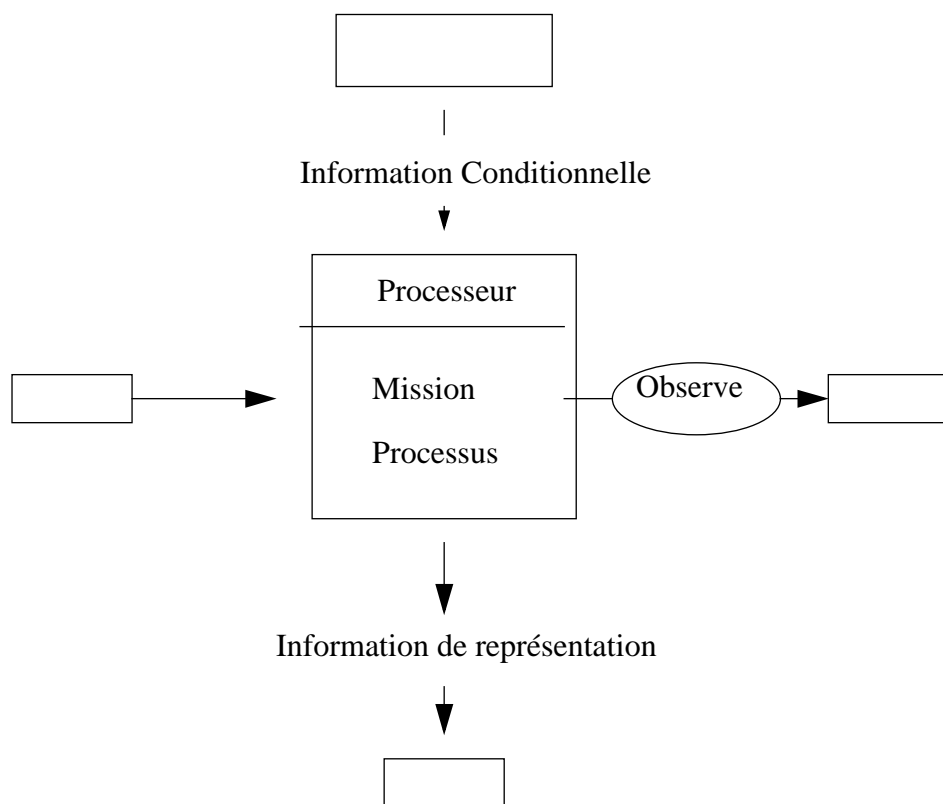 Information Conditionnelle
Processeur
Mission
Observe
Processus
Information de représentation